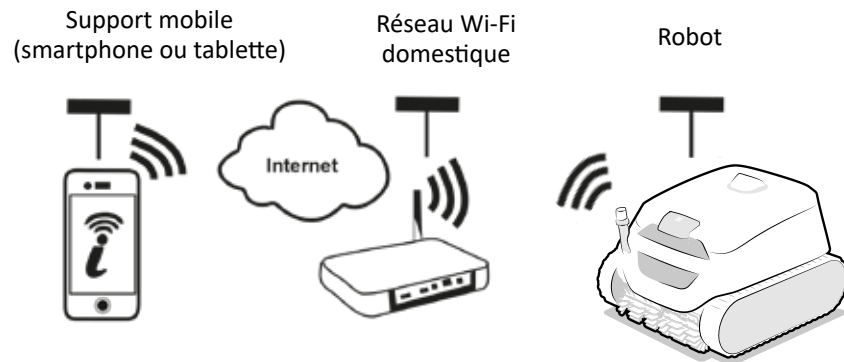 Support mobile
(smartphone ou tablette)
Réseau Wi-Fi
domestique
Robot
Internet